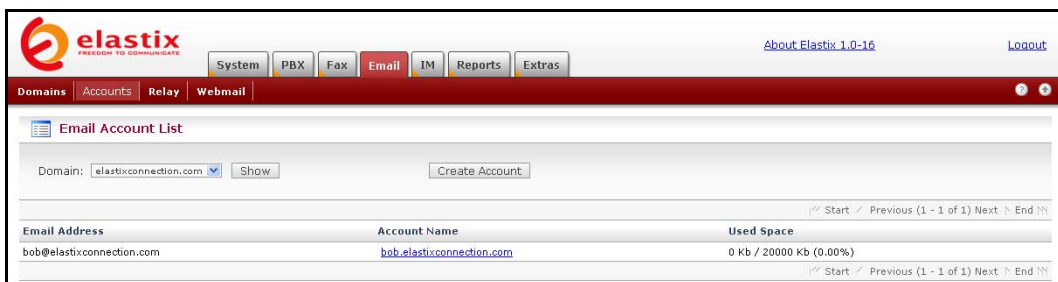 elastix
FREEDOM TO COMMUNICATE
About Elastix 1.0-16
Logout
System PBX Fax Email IM Reports Extras
Domains Accounts Relay Webmail
Email Account List
Domain: elastixconnection.com Show Create Account
Start Previous (1 - 1 of 1) Next End
Email Address Account Name Used Space
bob@elastixconnection.com bob.elastixconnection.com 0 Kb / 20000 Kb (0.00%)
Start Previous (1 - 1 of 1) Next End